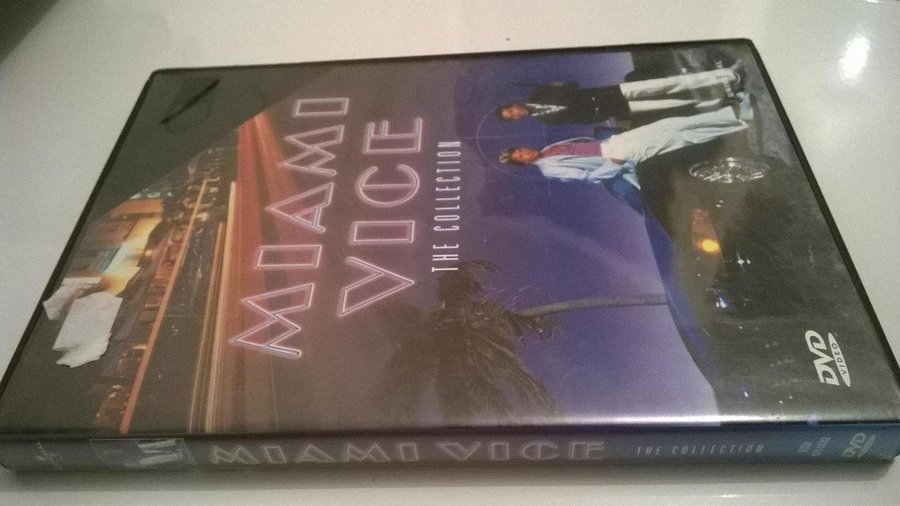 MIAMI
VICE
THE COLLECTION
DVD
VIDEO
MIAMI VICE
THE COLLECTION
DVD